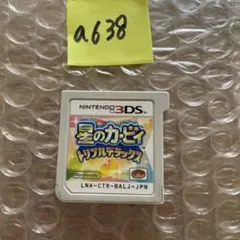 a638
NINTENDO 3DS
星のカービィ
トリプルデラックス
Nintendo
LNA-CTR-BALJ-JPN